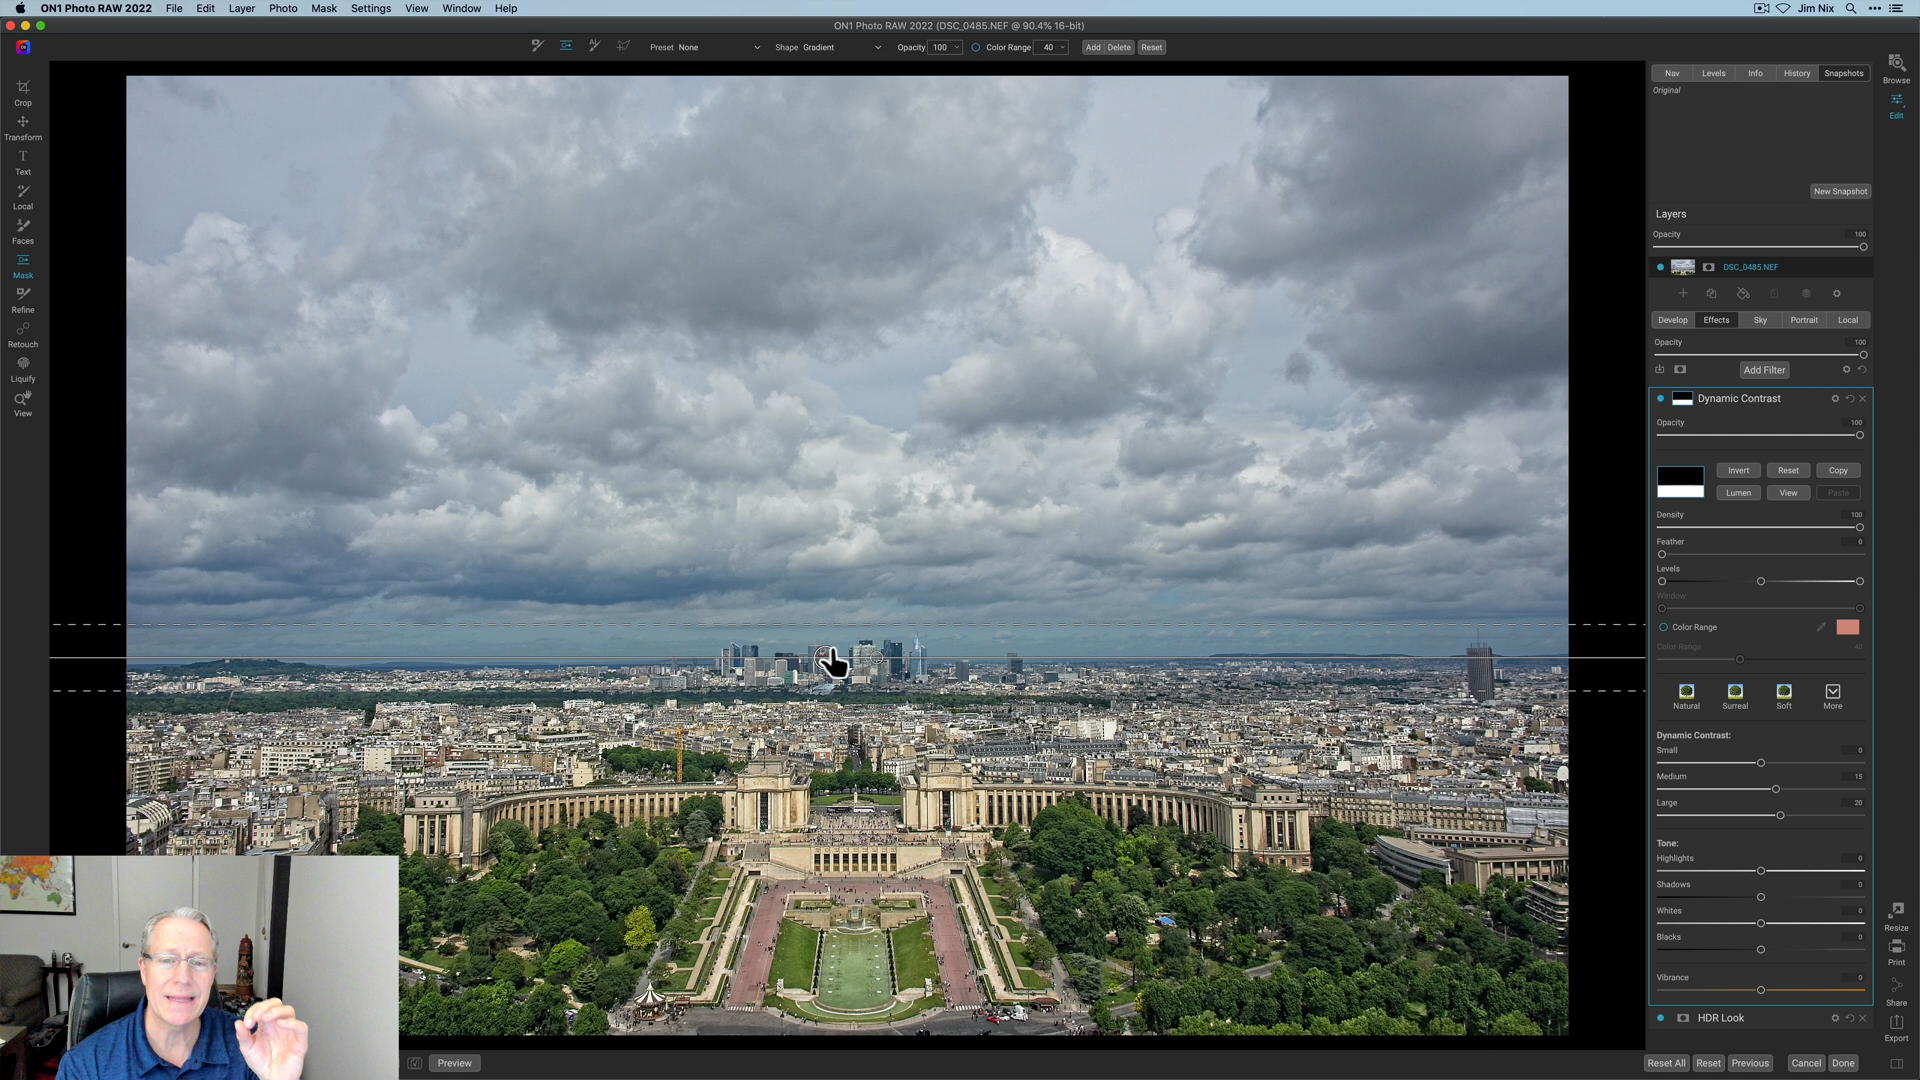 ON1 Photo RAW 2022 File Edit Layer Photo Mask Settings View Window Help Jim Nix
ON1 Photo RAW 2022 (DSC_0485.NEF @ 90.4% 16-bit)
Preset None Shape Gradient Opacity 100 Color Range 40 Add Delete Reset
Crop
Transform
Text
Local
Faces
Mask
Refine
Retouch
Liquify
View
Nav Levels Info History Snapshots
Original
New Snapshot
Layers
Opacity 100
DSC_0485.NEF
Develop Effects Sky Portrait Local
Opacity 100
Add Filter
Dynamic Contrast
Opacity 100
Invert Reset Copy
Lumen View Paste
Density 100
Feather 0
Levels
Window
Color Range
Color Range 40
Natural Surreal Soft More
Dynamic Contrast:
Small 0
Medium 15
Large 20
Tone:
Highlights 0
Shadows 0
Whites 0
Blacks 0
Vibrance 0
HDR Look
Browse
Edit
Resize
Print
Share
Export
Preview
Reset All Reset Previous Cancel Done